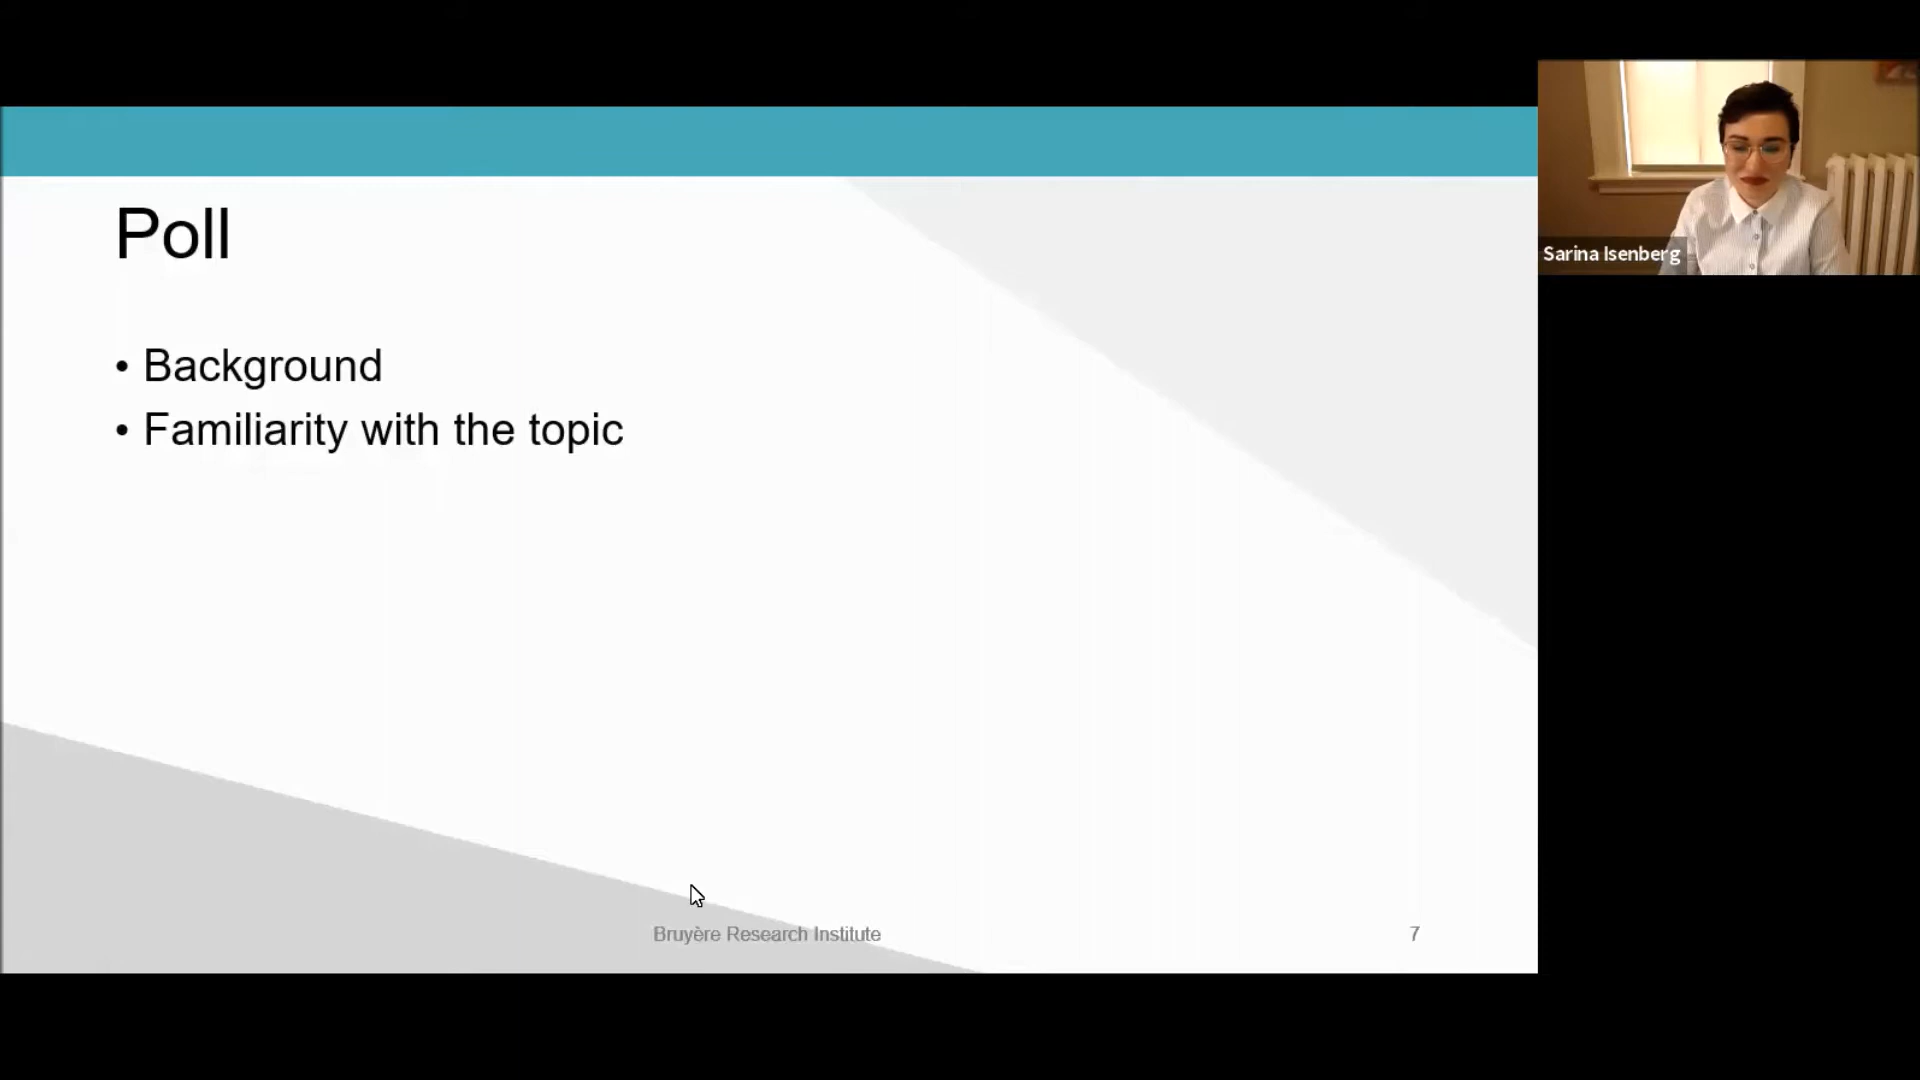 Poll
• Background
• Familiarity with the topic
Bruyère Research Institute
7
Sarina Isenberg